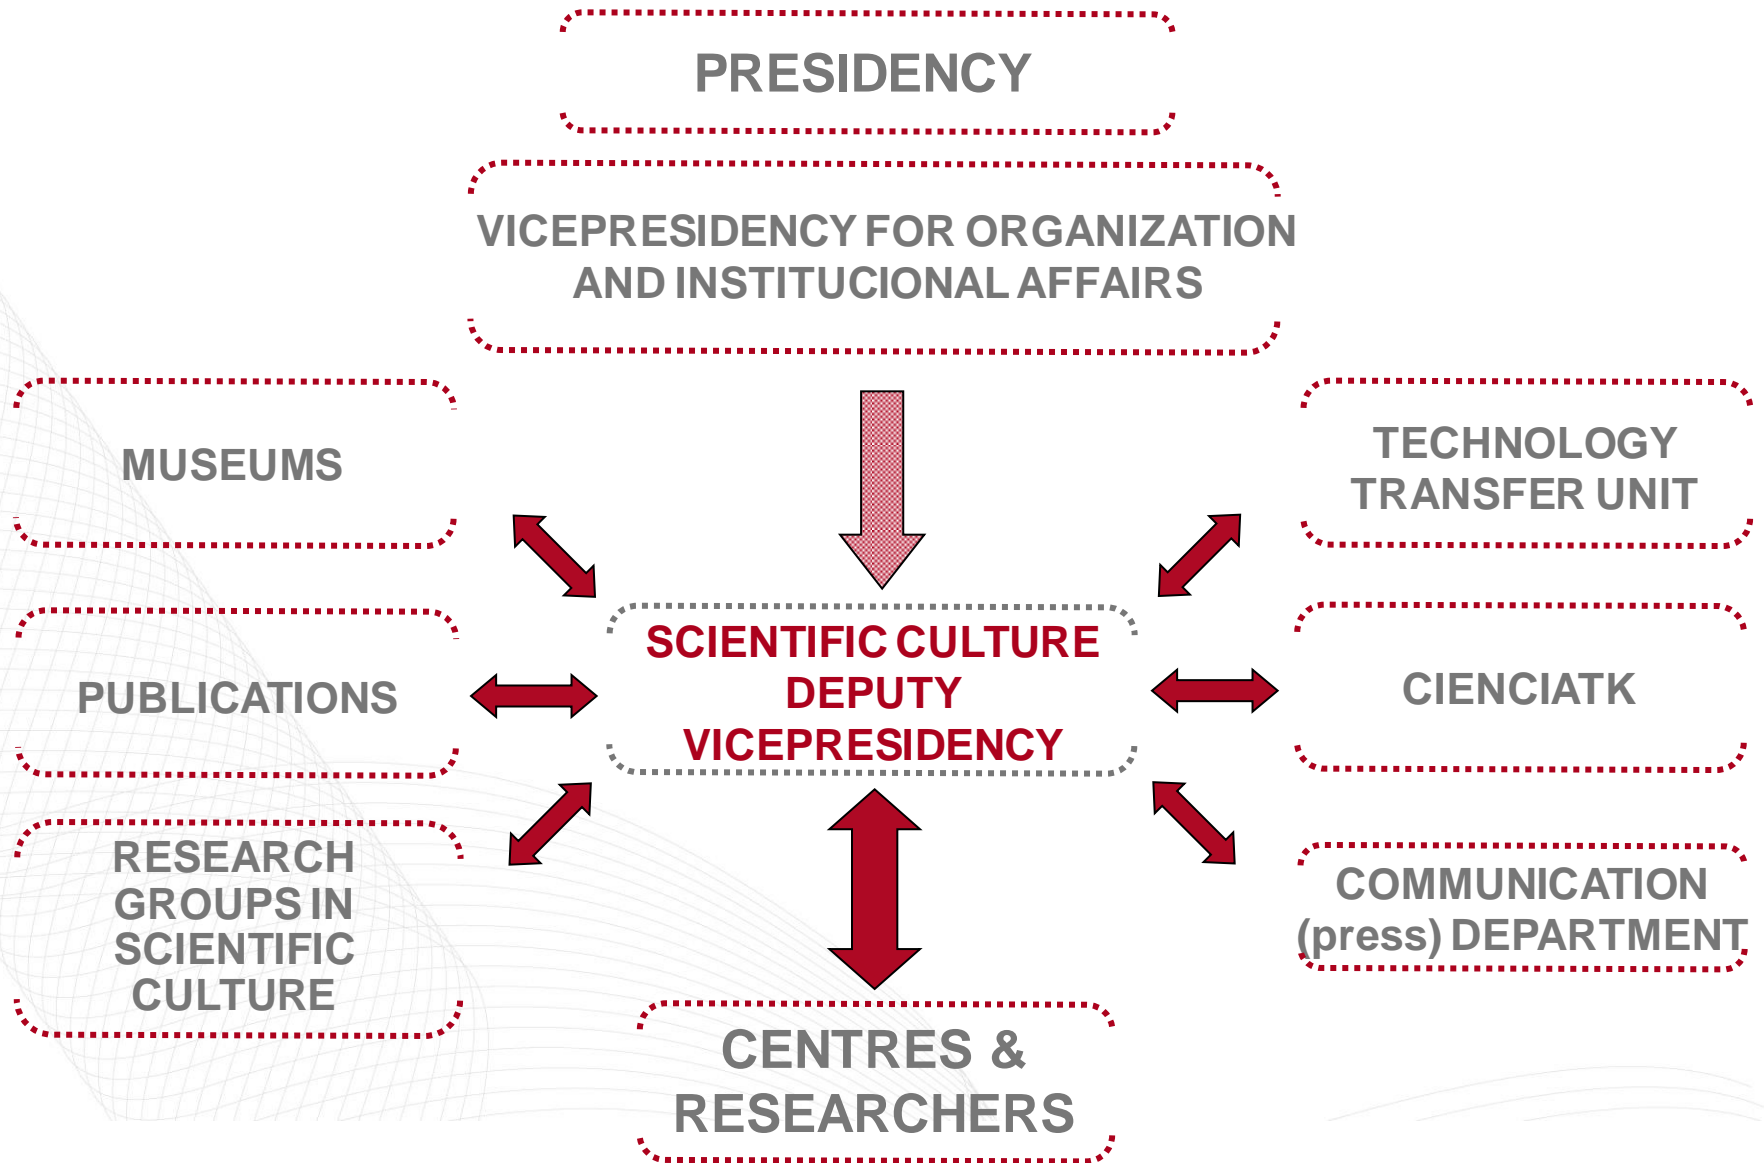 PRESIDENCY
VICEPRESIDENCY FOR ORGANIZATION
AND INSTITUCIONAL AFFAIRS
MUSEUMS
TECHNOLOGY
TRANSFER UNIT
PUBLICATIONS
SCIENTIFIC CULTURE
DEPUTY
VICEPRESIDENCY
CIENCIATK
RESEARCH
GROUPS IN
SCIENTIFIC
CULTURE
COMMUNICATION
(press) DEPARTMENT
CENTRES &
RESEARCHERS